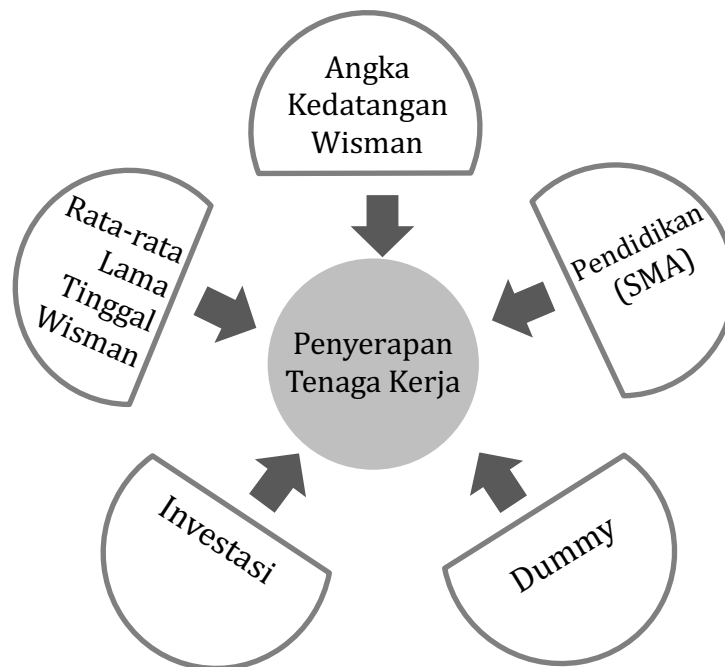 Angka
Kedatangan
Wisman
Rata-rata
Lama
Tinggal
Wisman
Pendidikan
(SMA)
Penyerapan
Tenaga Kerja
Investasi
Dummy